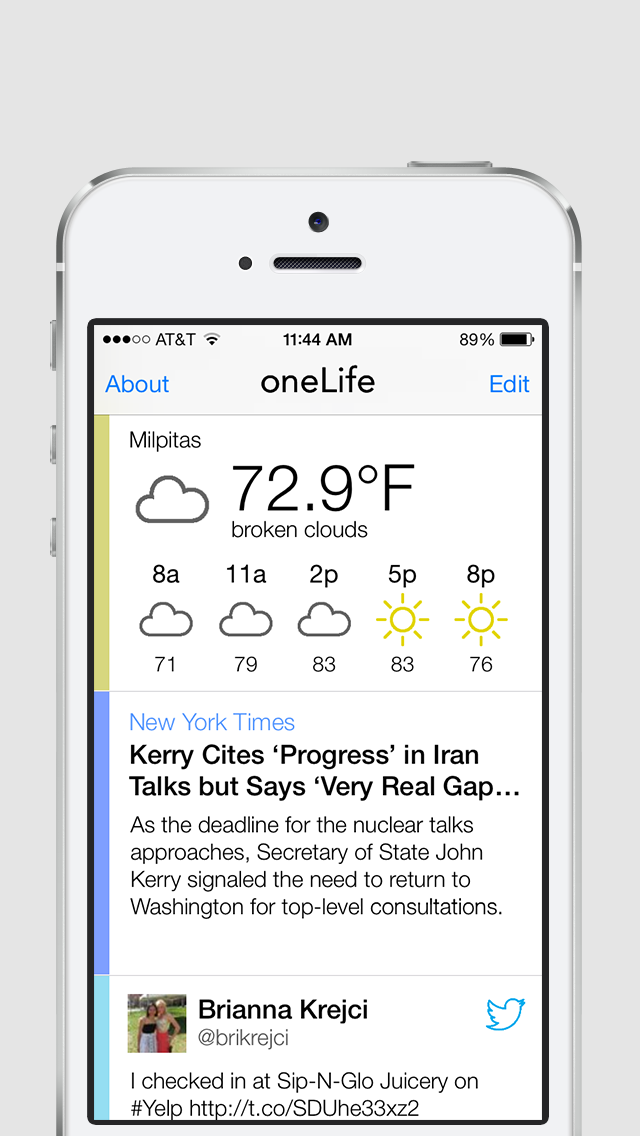 AT&T 11:44 AM 89%
About oneLife Edit
Milpitas
72.9°F
broken clouds
8a 11a 2p 5p 8p
71 79 83 83 76
New York Times
Kerry Cites ‘Progress’ in Iran
Talks but Says ‘Very Real Gap…
As the deadline for the nuclear talks
approaches, Secretary of State John
Kerry signaled the need to return to
Washington for top-level consultations.
Brianna Krejci
@brikrejci
I checked in at Sip-N-Glo Juicery on
#Yelp http://t.co/SDUhe33xz2